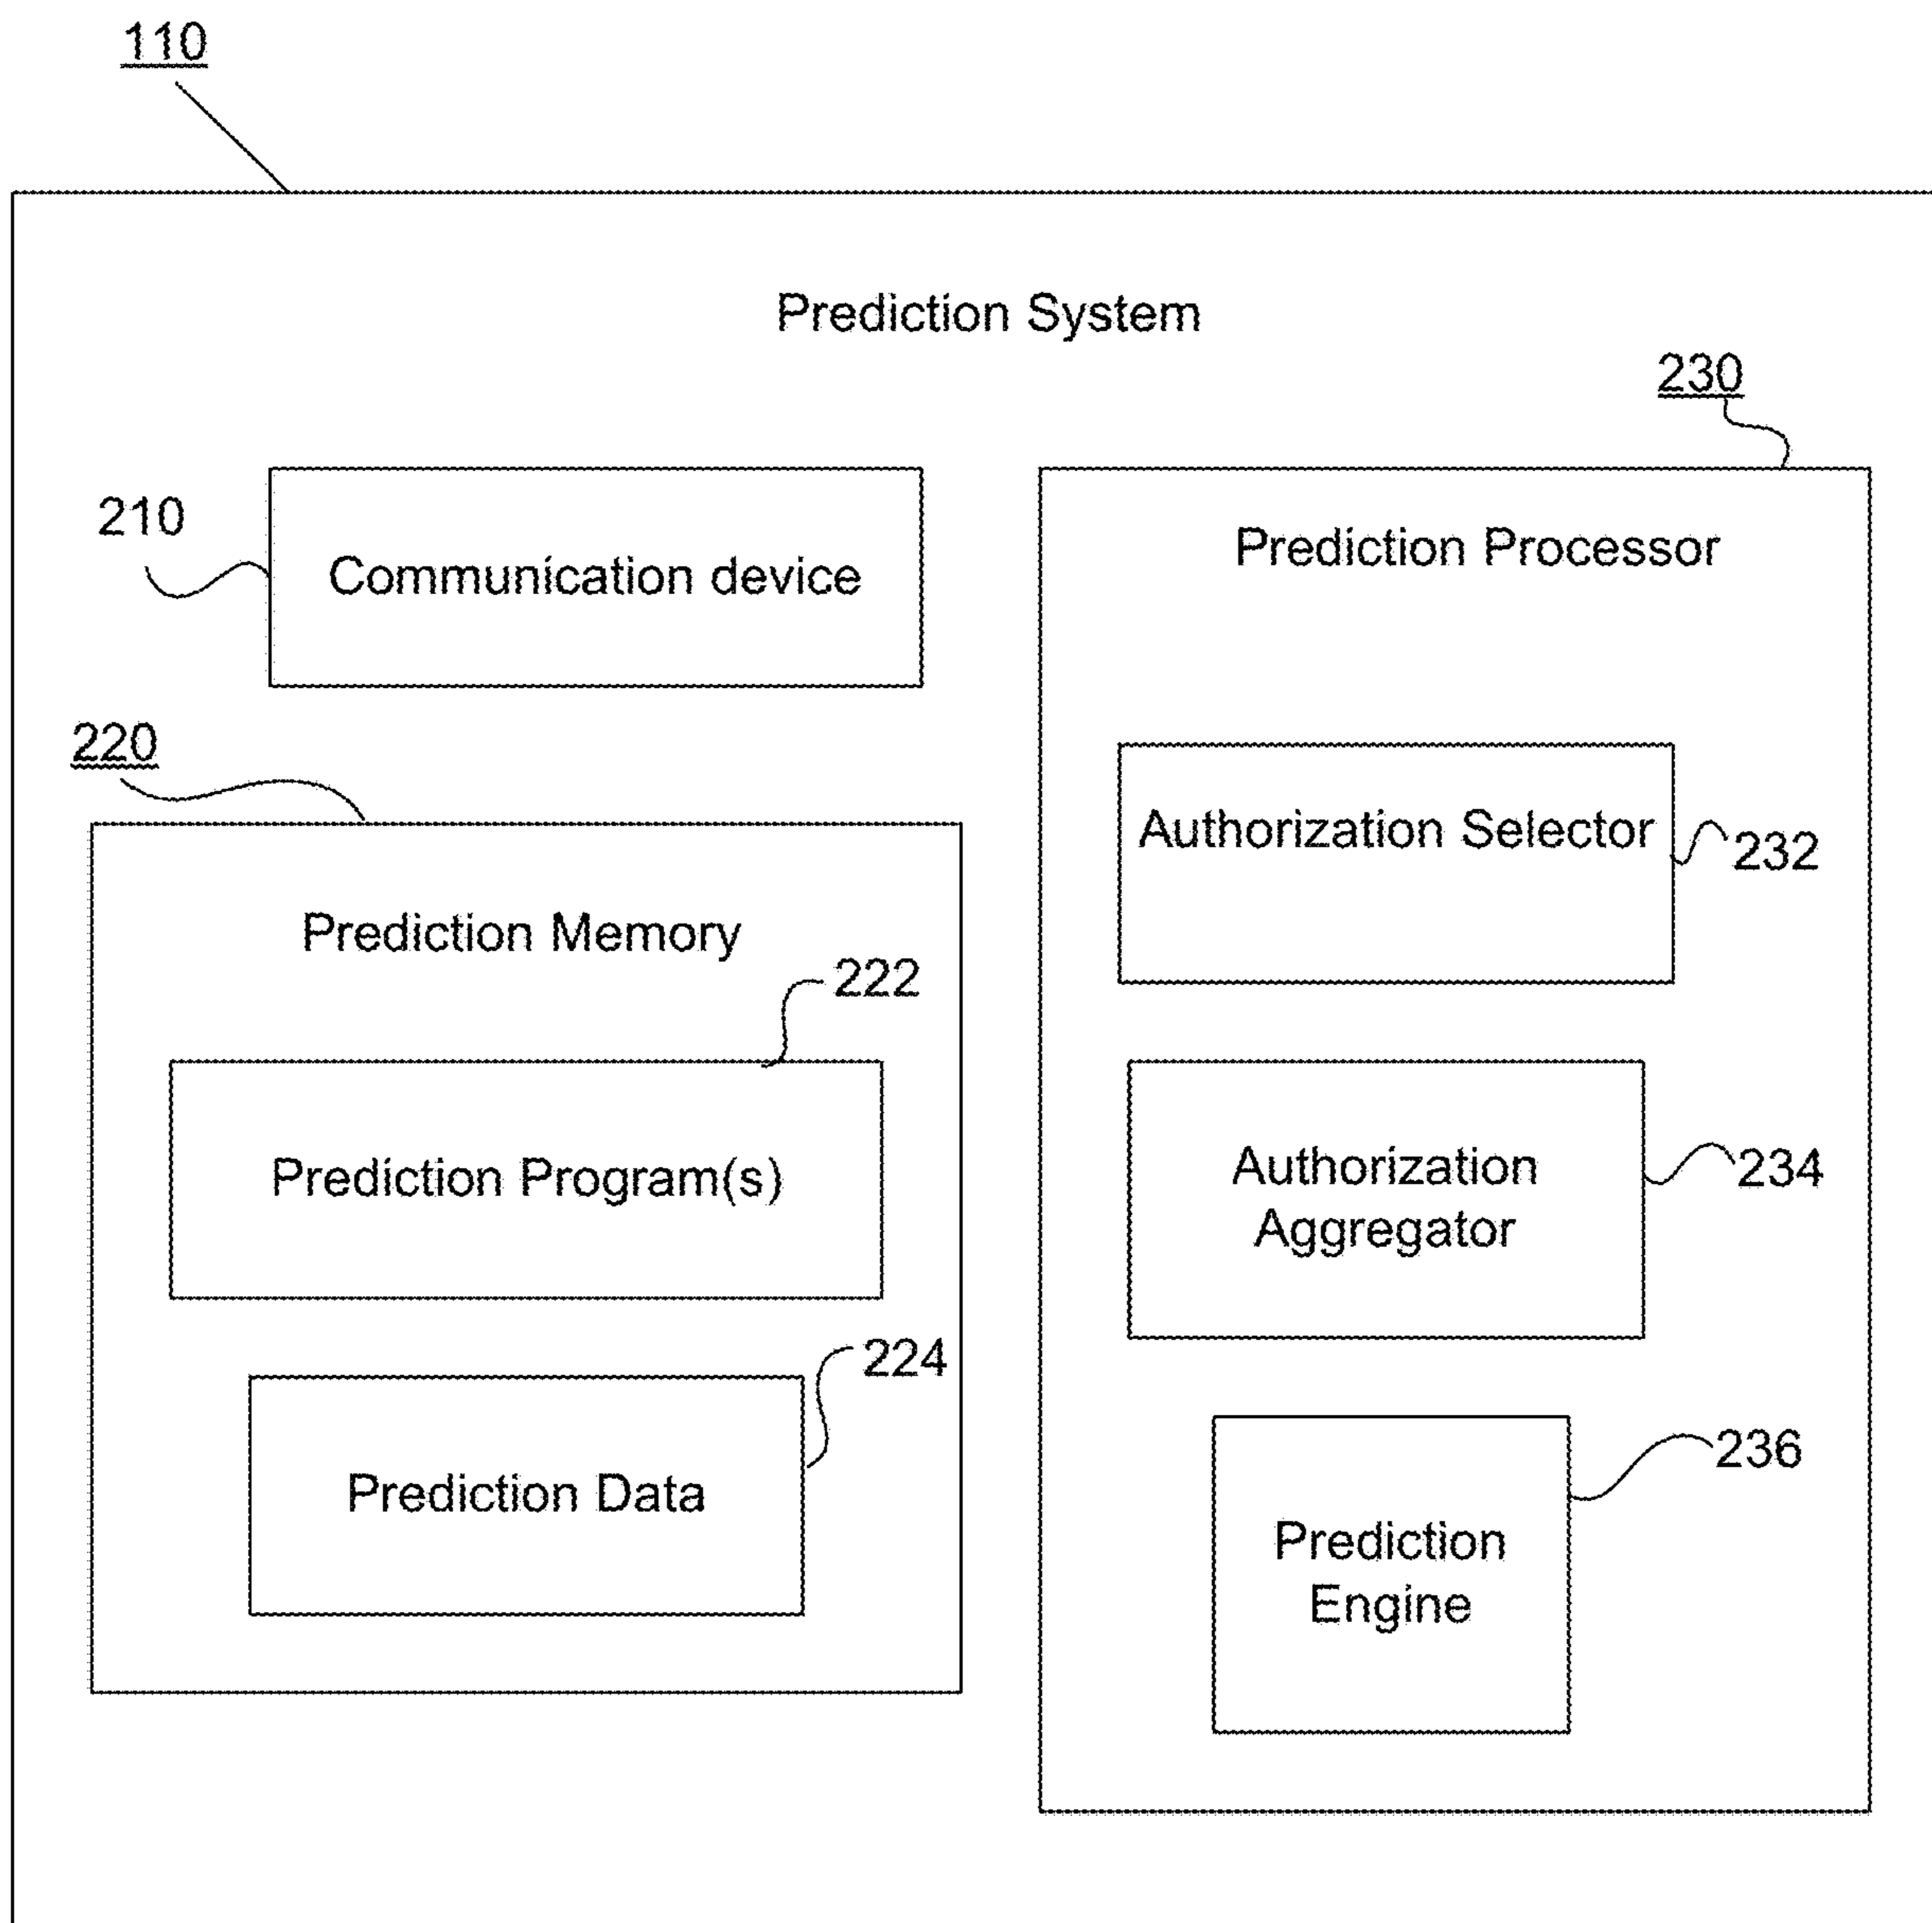 110
Prediction System
230
210
Communication device
Prediction Processor
220
Authorization Selector
232
Prediction Memory
222
Prediction Program(s)
Authorization
Aggregator
234
224
Prediction Data
236
Prediction
Engine